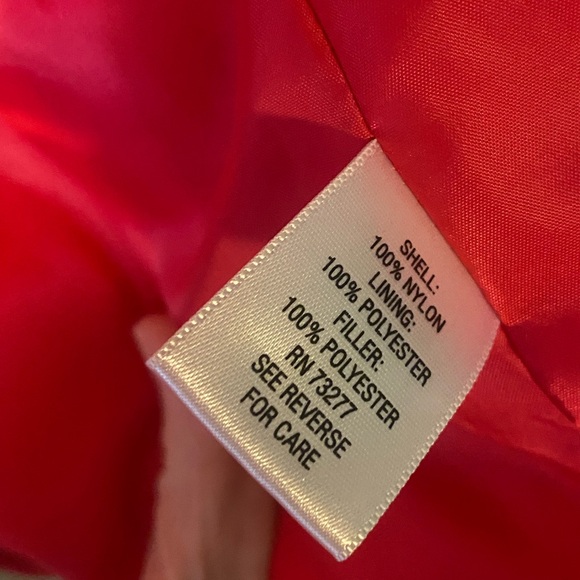 SHELL:
100% NYLON
LINING:
100% POLYESTER
FILLER:
100% POLYESTER
RN 73277
SEE REVERSE
FOR CARE